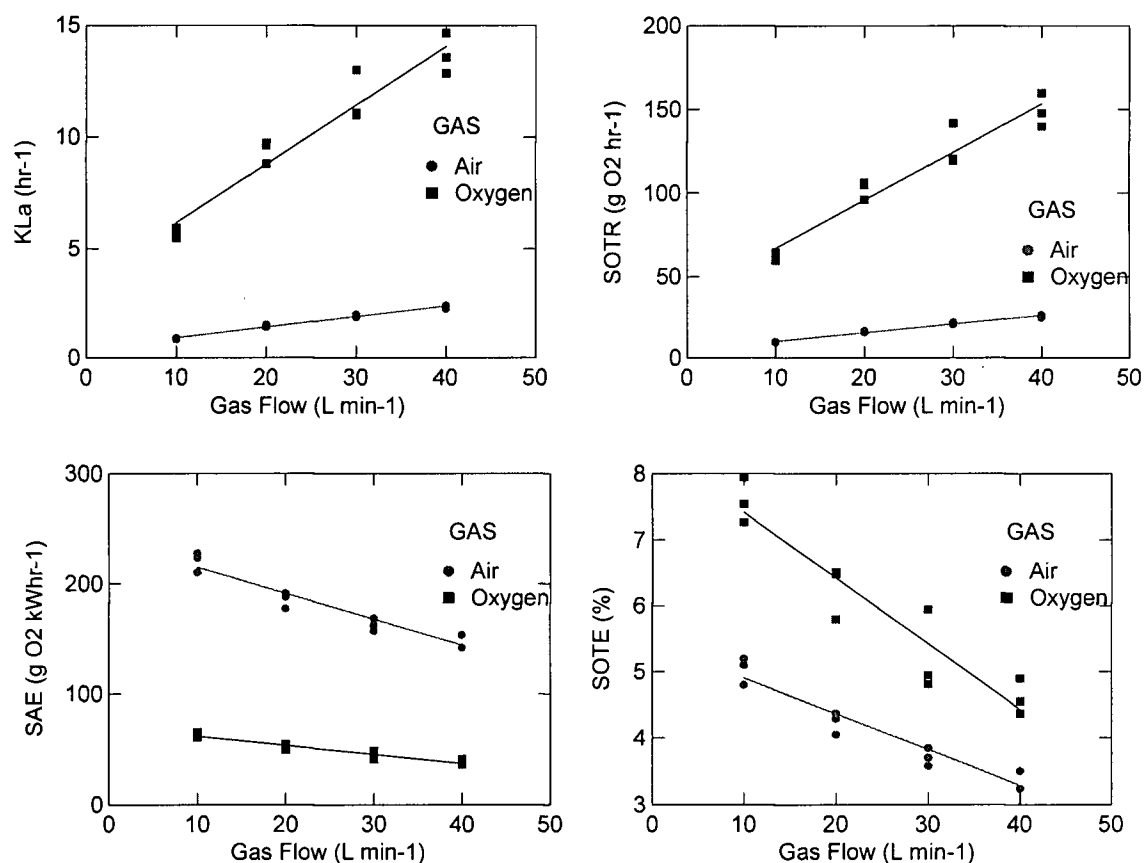 15
10
5
0
KLa (hr-1)
GAS
Air
Oxygen
0 10 20 30 40 50
Gas Flow (L min-1)
200
150
100
50
0
SOTR (g O2 hr-1)
GAS
Air
Oxygen
0 10 20 30 40 50
Gas Flow (L min-1)
300
200
100
0
SAE (g O2 kWhr-1)
GAS
Air
Oxygen
0 10 20 30 40 50
Gas Flow (L min-1)
8
7
6
5
4
3
SOTE (%)
GAS
Air
Oxygen
0 10 20 30 40 50
Gas Flow (L min-1)